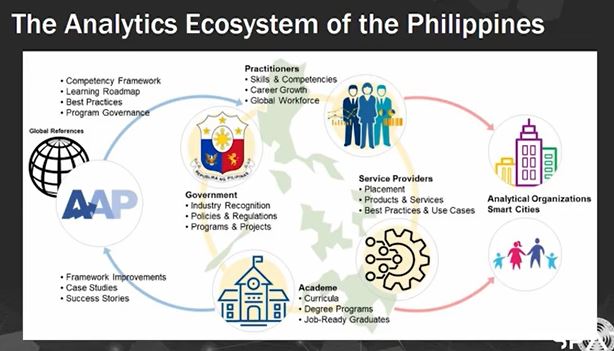 The Analytics Ecosystem of the Philippines
• Competency Framework
• Learning Roadmap
• Best Practices
• Program Governance
Global References
AAP
Practitioners
• Skills & Competencies
• Career Growth
• Global Workforce
Government
• Industry Recognition
• Policies & Regulations
• Programs & Projects
Service Providers
• Placement
• Products & Services
• Best Practices & Use Cases
Analytical Organizations
Smart Cities
• Framework Improvements
• Case Studies
• Success Stories
Academe
• Curricula
• Degree Programs
• Job-Ready Graduates